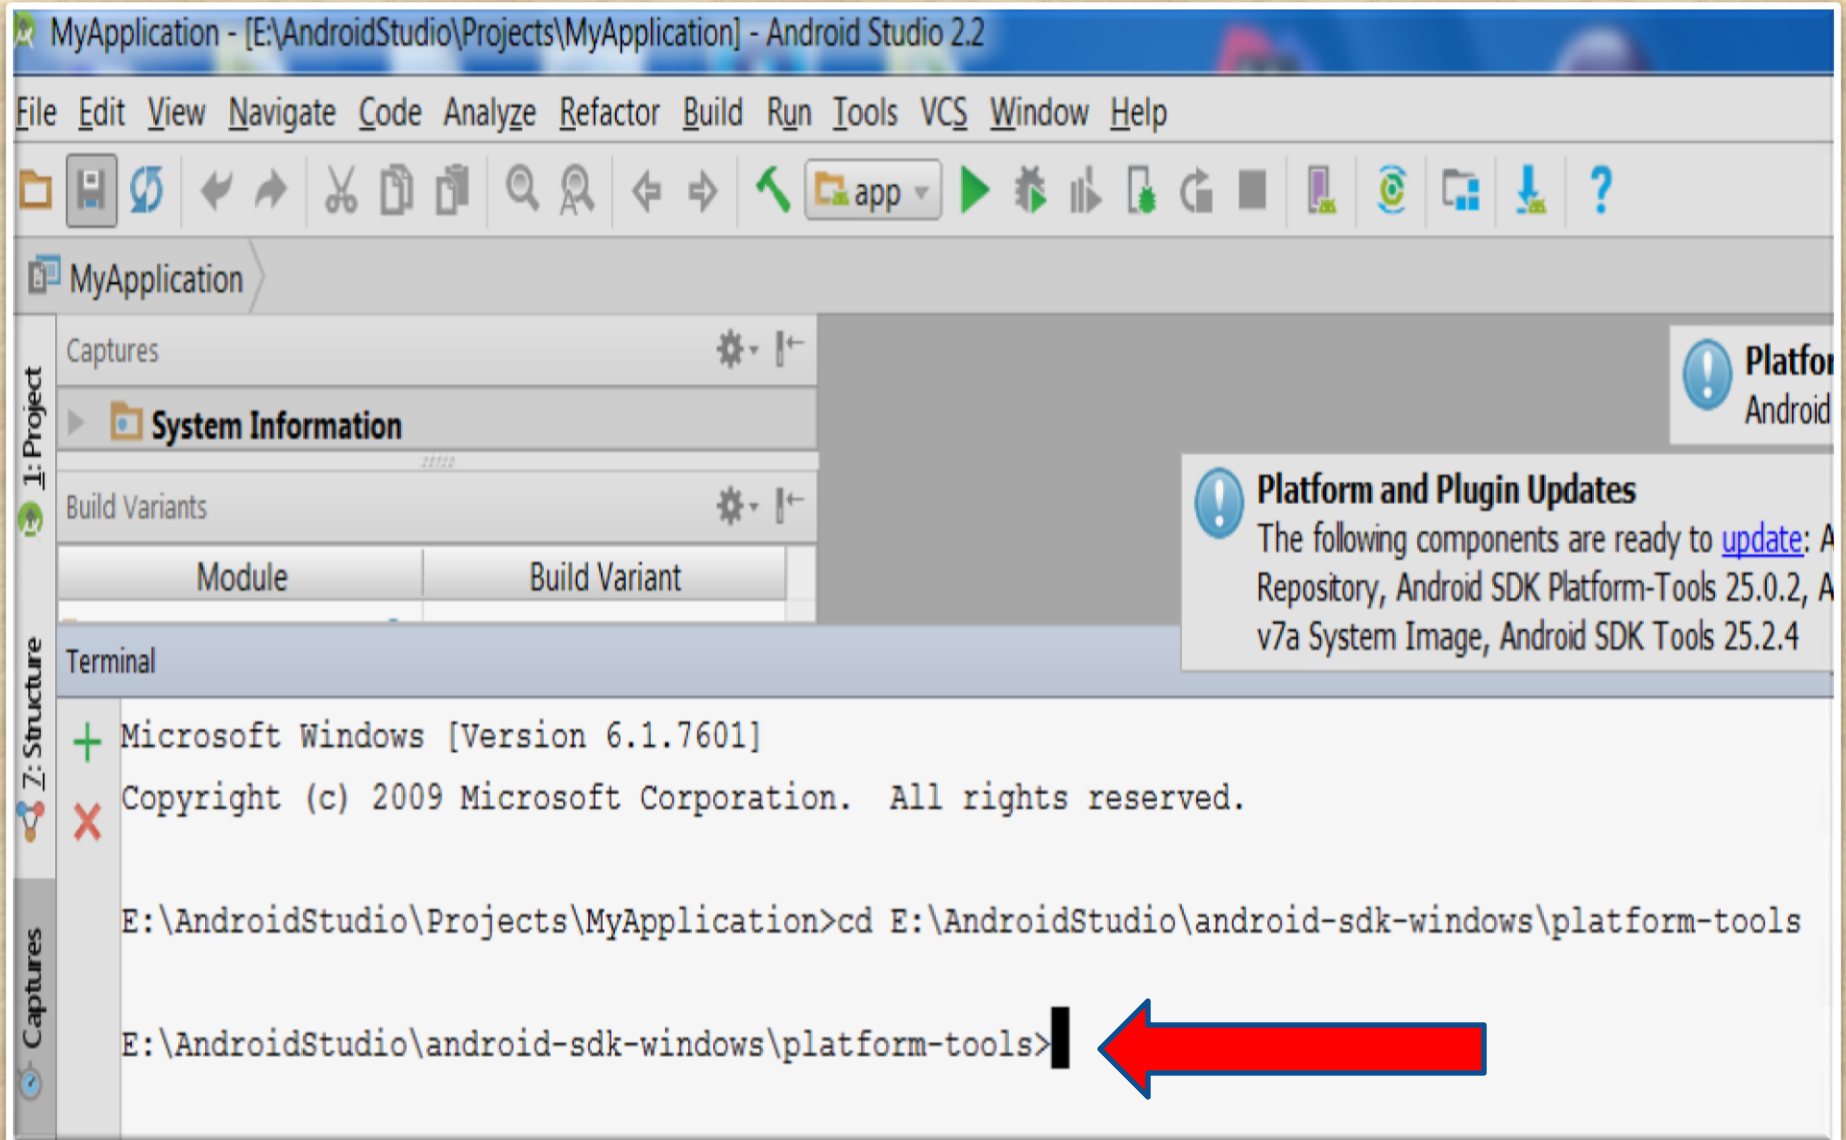 MyApplication - [E:\AndroidStudio\Projects\MyApplication] - Android Studio 2.2
File Edit View Navigate Code Analyze Refactor Build Run Tools VCS Window Help
app
MyApplication
1: Project
7: Structure
Captures
Captures
System Information
Build Variants
Module Build Variant
Android
Platform and Plugin Updates
The following components are ready to update: A
Repository, Android SDK Platform-Tools 25.0.2, A
v7a System Image, Android SDK Tools 25.2.4
Terminal
Microsoft Windows [Version 6.1.7601]
Copyright (c) 2009 Microsoft Corporation.  All rights reserved.
E:\AndroidStudio\Projects\MyApplication>cd E:\AndroidStudio\android-sdk-windows\platform-tools
E:\AndroidStudio\android-sdk-windows\platform-tools>